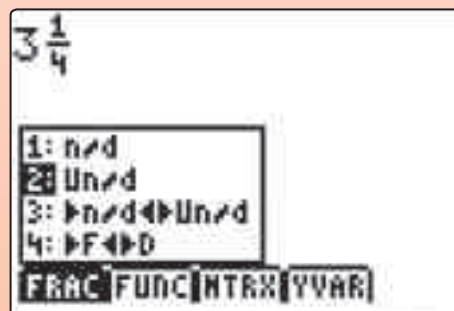 3 1/4
1: n/d
2: Un/d
3: ▶n/d◀▶Un/d
4: ▶F◀▶D
FRAC FUNC MTRX YVAR